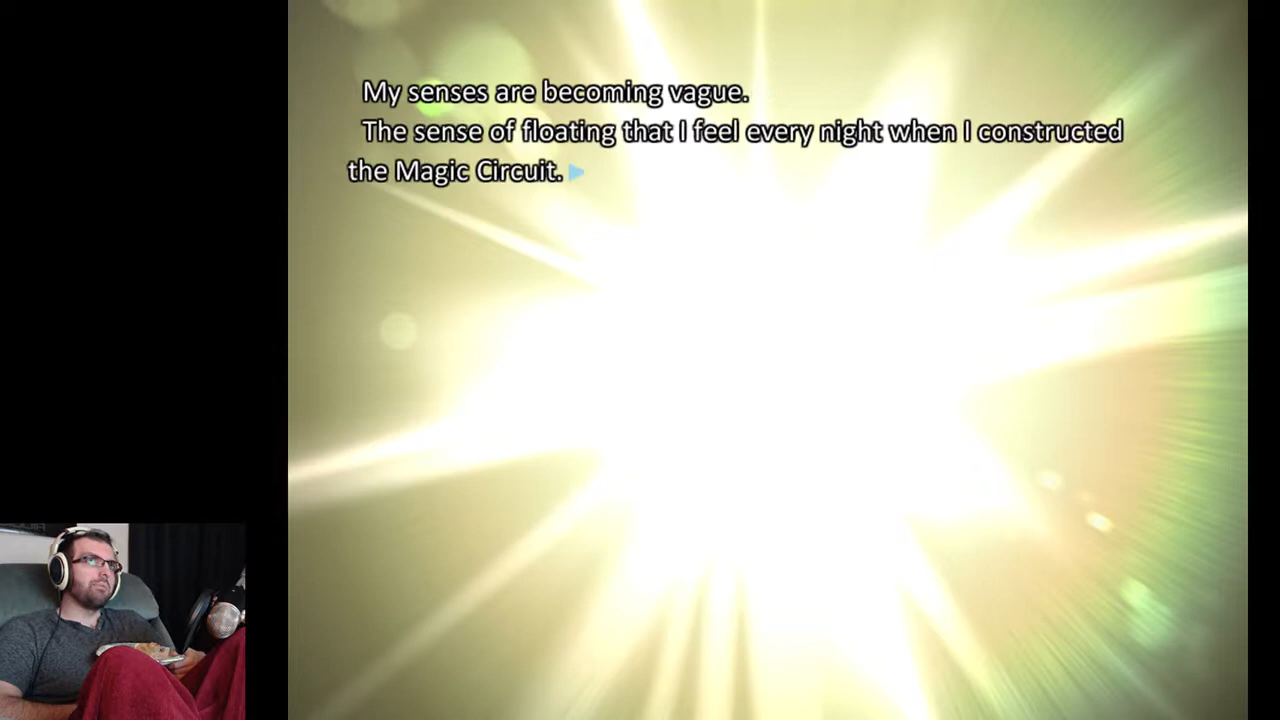 My senses are becoming vague.
The sense of floating that I feel every night when I constructed
the Magic Circuit.